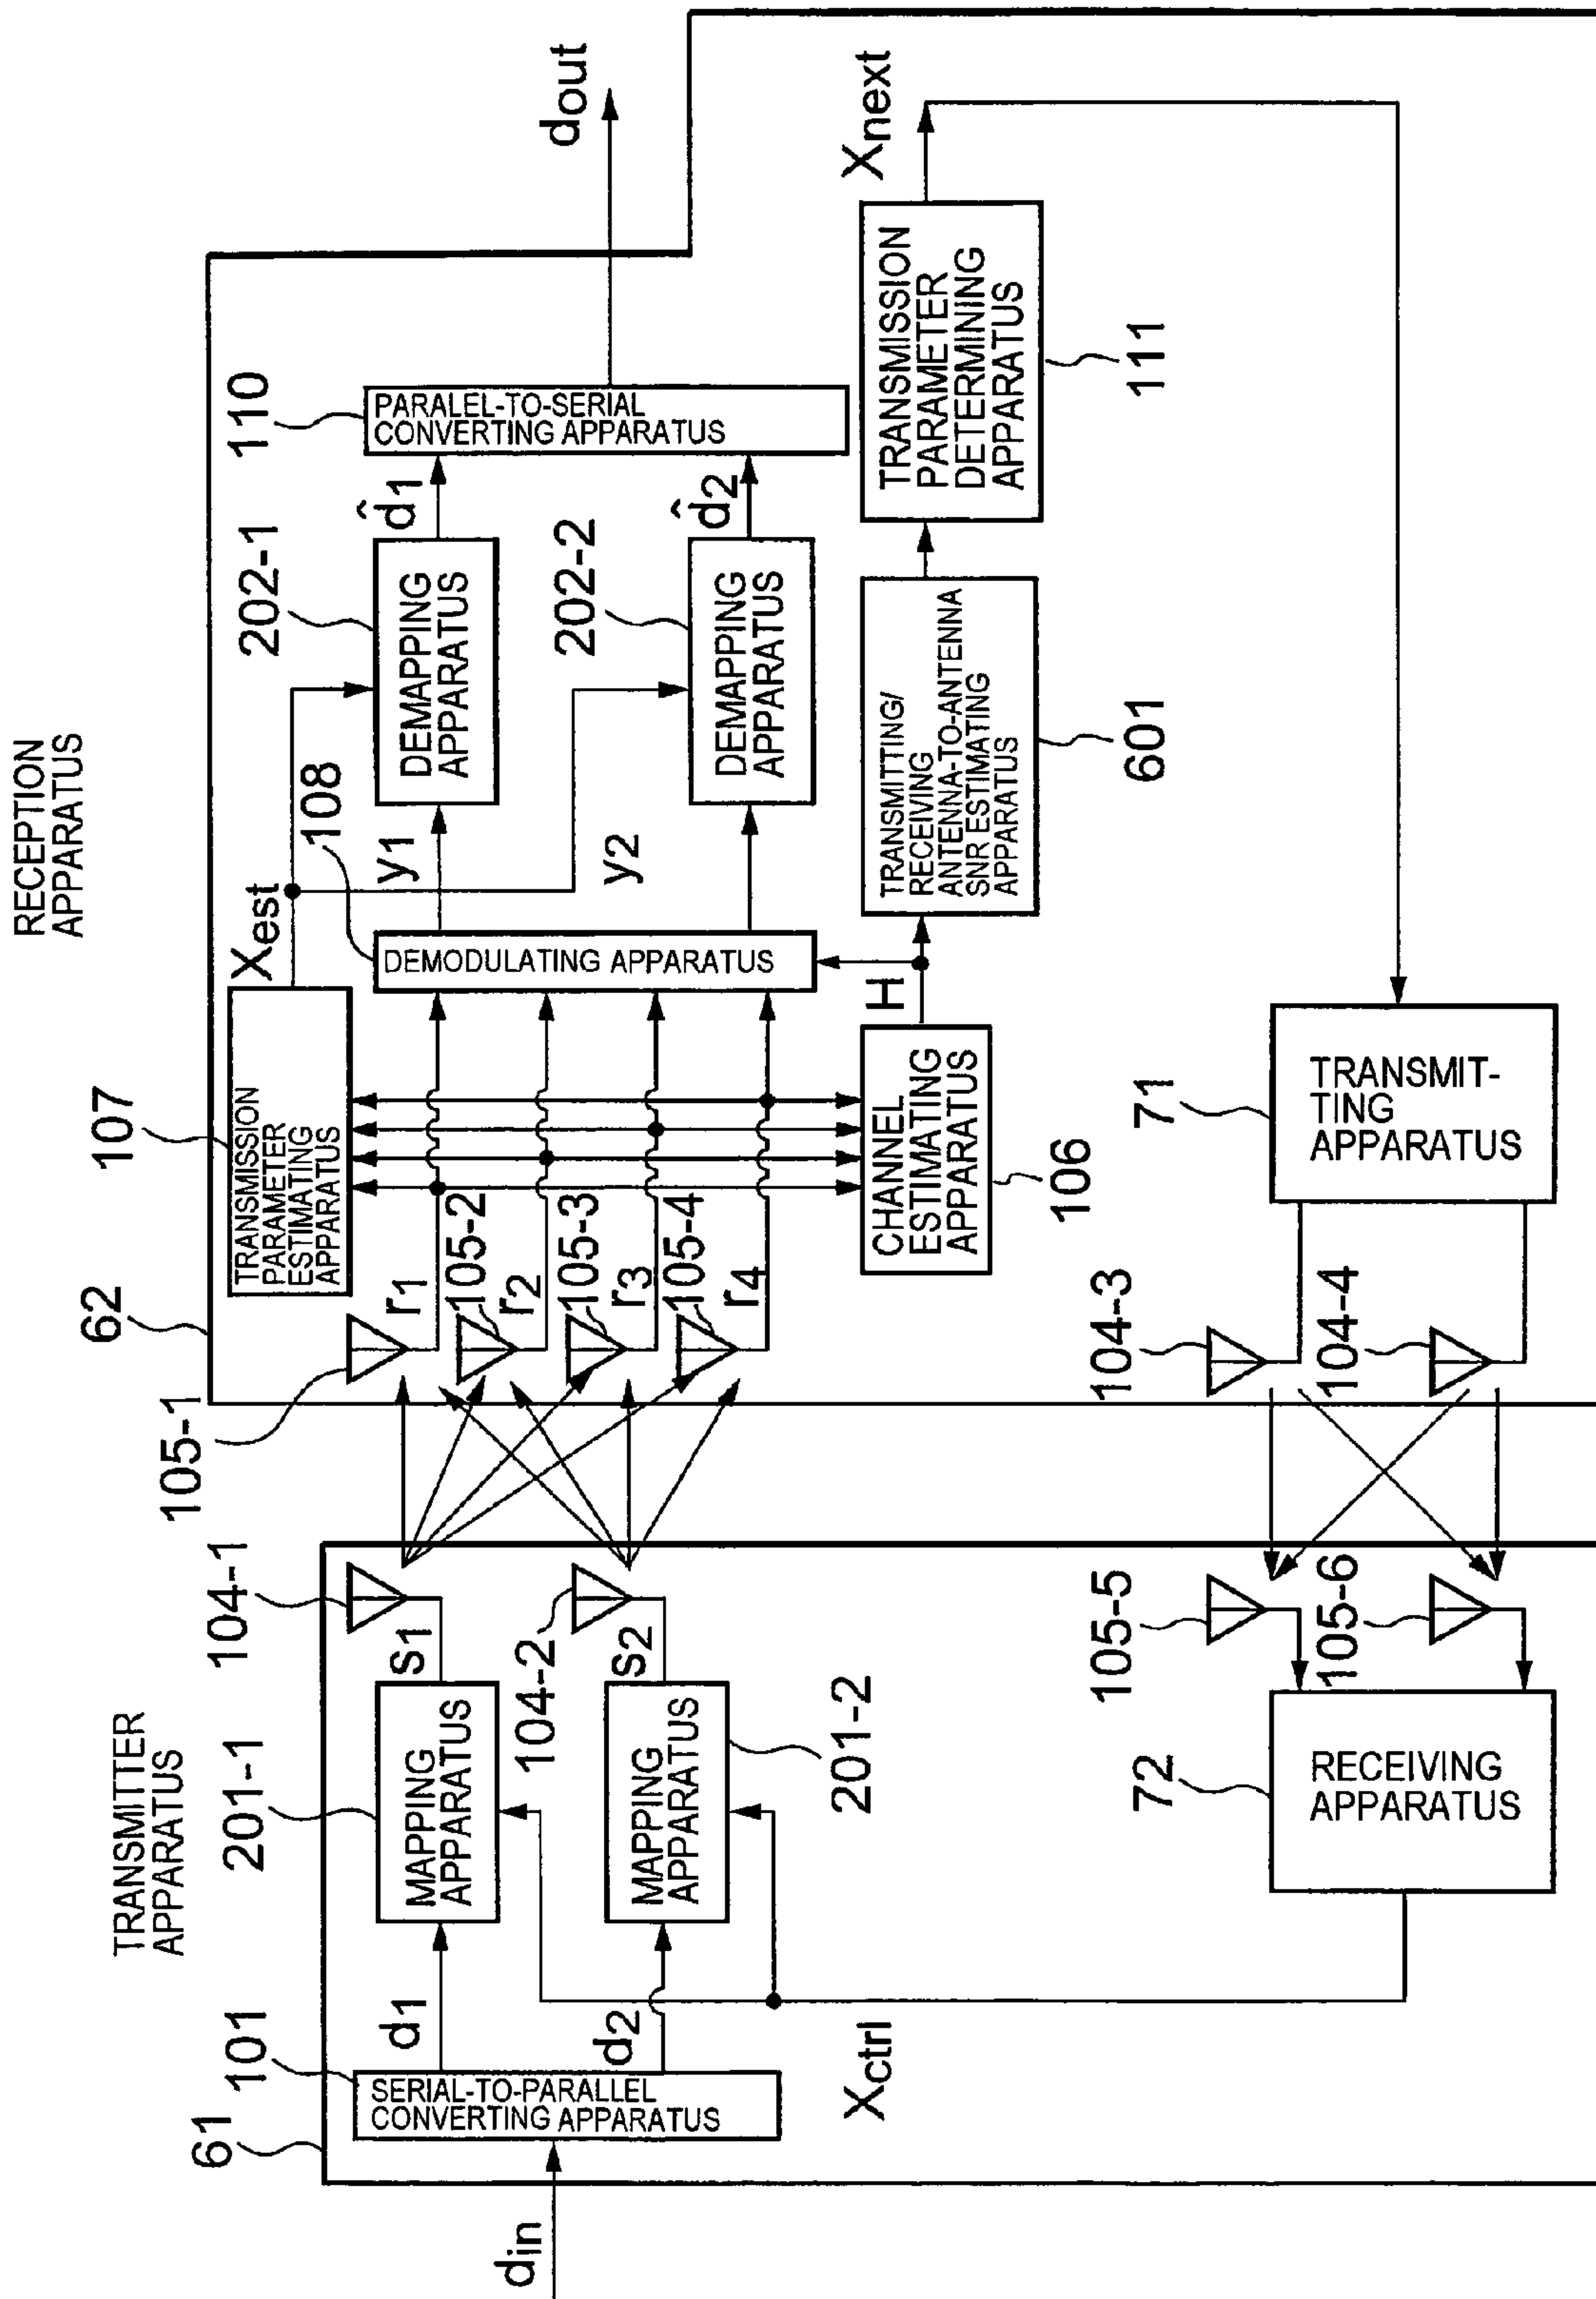 TRANSMITTER
APPARATUS
61
101
d1
201-1
s1
104-1
din
SERIAL-TO-PARALLEL
CONVERTING APPARATUS
MAPPING
APPARATUS
d2
104-2
s2
MAPPING
APPARATUS
201-2
Xctrl
72
RECEIVING
APPARATUS
105-5
105-6
RECEPTION
APPARATUS
62
107
TRANSMISSION
PARAMETER
ESTIMATING
APPARATUS
Xest
105-1
r1
105-2
r2
105-3
r3
105-4
r4
108
DEMODULATING APPARATUS
y1
y2
202-1
DEMAPPING
APPARATUS
d̂1
202-2
DEMAPPING
APPARATUS
d̂2
110
PARALEL-TO-SERIAL
CONVERTING APPARATUS
dout
CHANNEL
ESTIMATING
APPARATUS
106
H
TRANSMITTING/
RECEIVING
ANTENNA-TO-ANTENNA
SNR ESTIMATING
APPARATUS
601
TRANSMISSION
PARAMETER
DETERMINING
APPARATUS
111
Xnext
104-3
104-4
71
TRANSMIT-
TING
APPARATUS